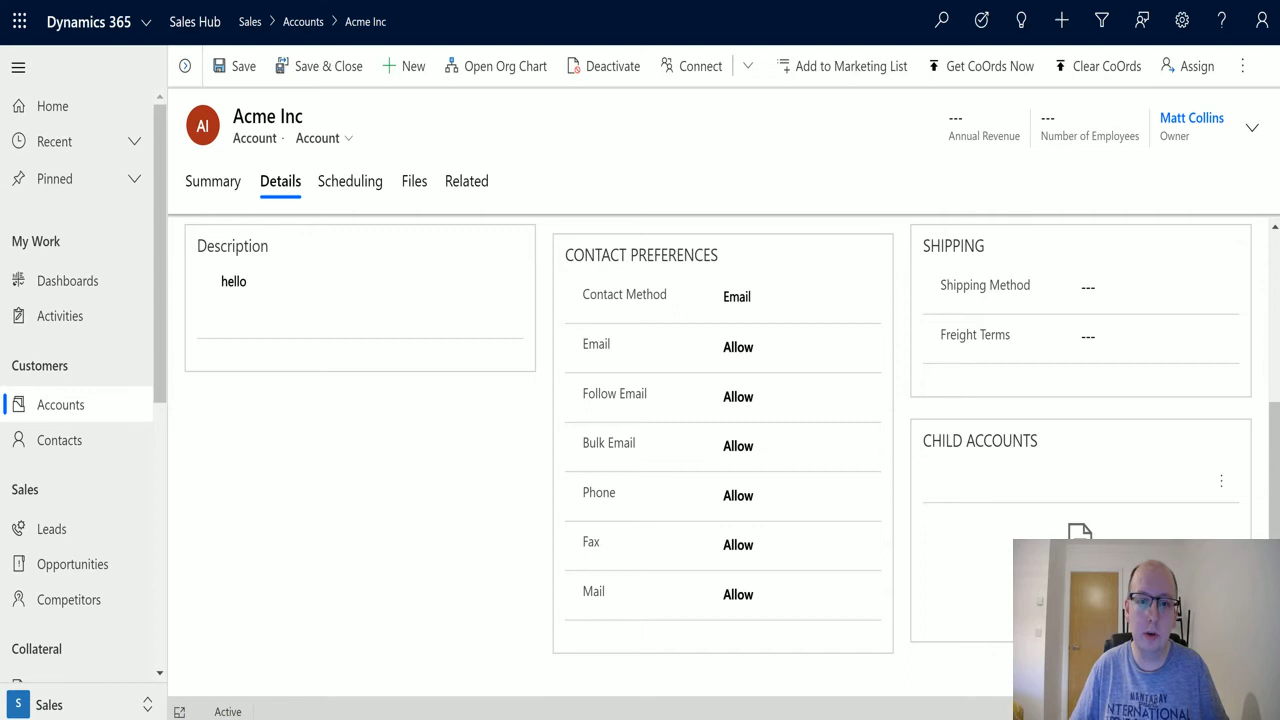 Dynamics 365 Sales Hub Sales Accounts Acme Inc
Save Save & Close New Open Org Chart Deactivate Connect Add to Marketing List Get CoOrds Now Clear CoOrds Assign
Home
Recent
Pinned
My Work
Dashboards
Activities
Customers
Accounts
Contacts
Sales
Leads
Opportunities
Competitors
Collateral
S Sales
AI
Acme Inc
Account · Account
---
Annual Revenue
---
Number of Employees
Matt Collins
Owner
Summary Details Scheduling Files Related
Description
hello
CONTACT PREFERENCES
Contact Method Email
Email Allow
Follow Email Allow
Bulk Email Allow
Phone Allow
Fax Allow
Mail Allow
SHIPPING
Shipping Method ---
Freight Terms ---
CHILD ACCOUNTS
Active
INTERNATIONAL